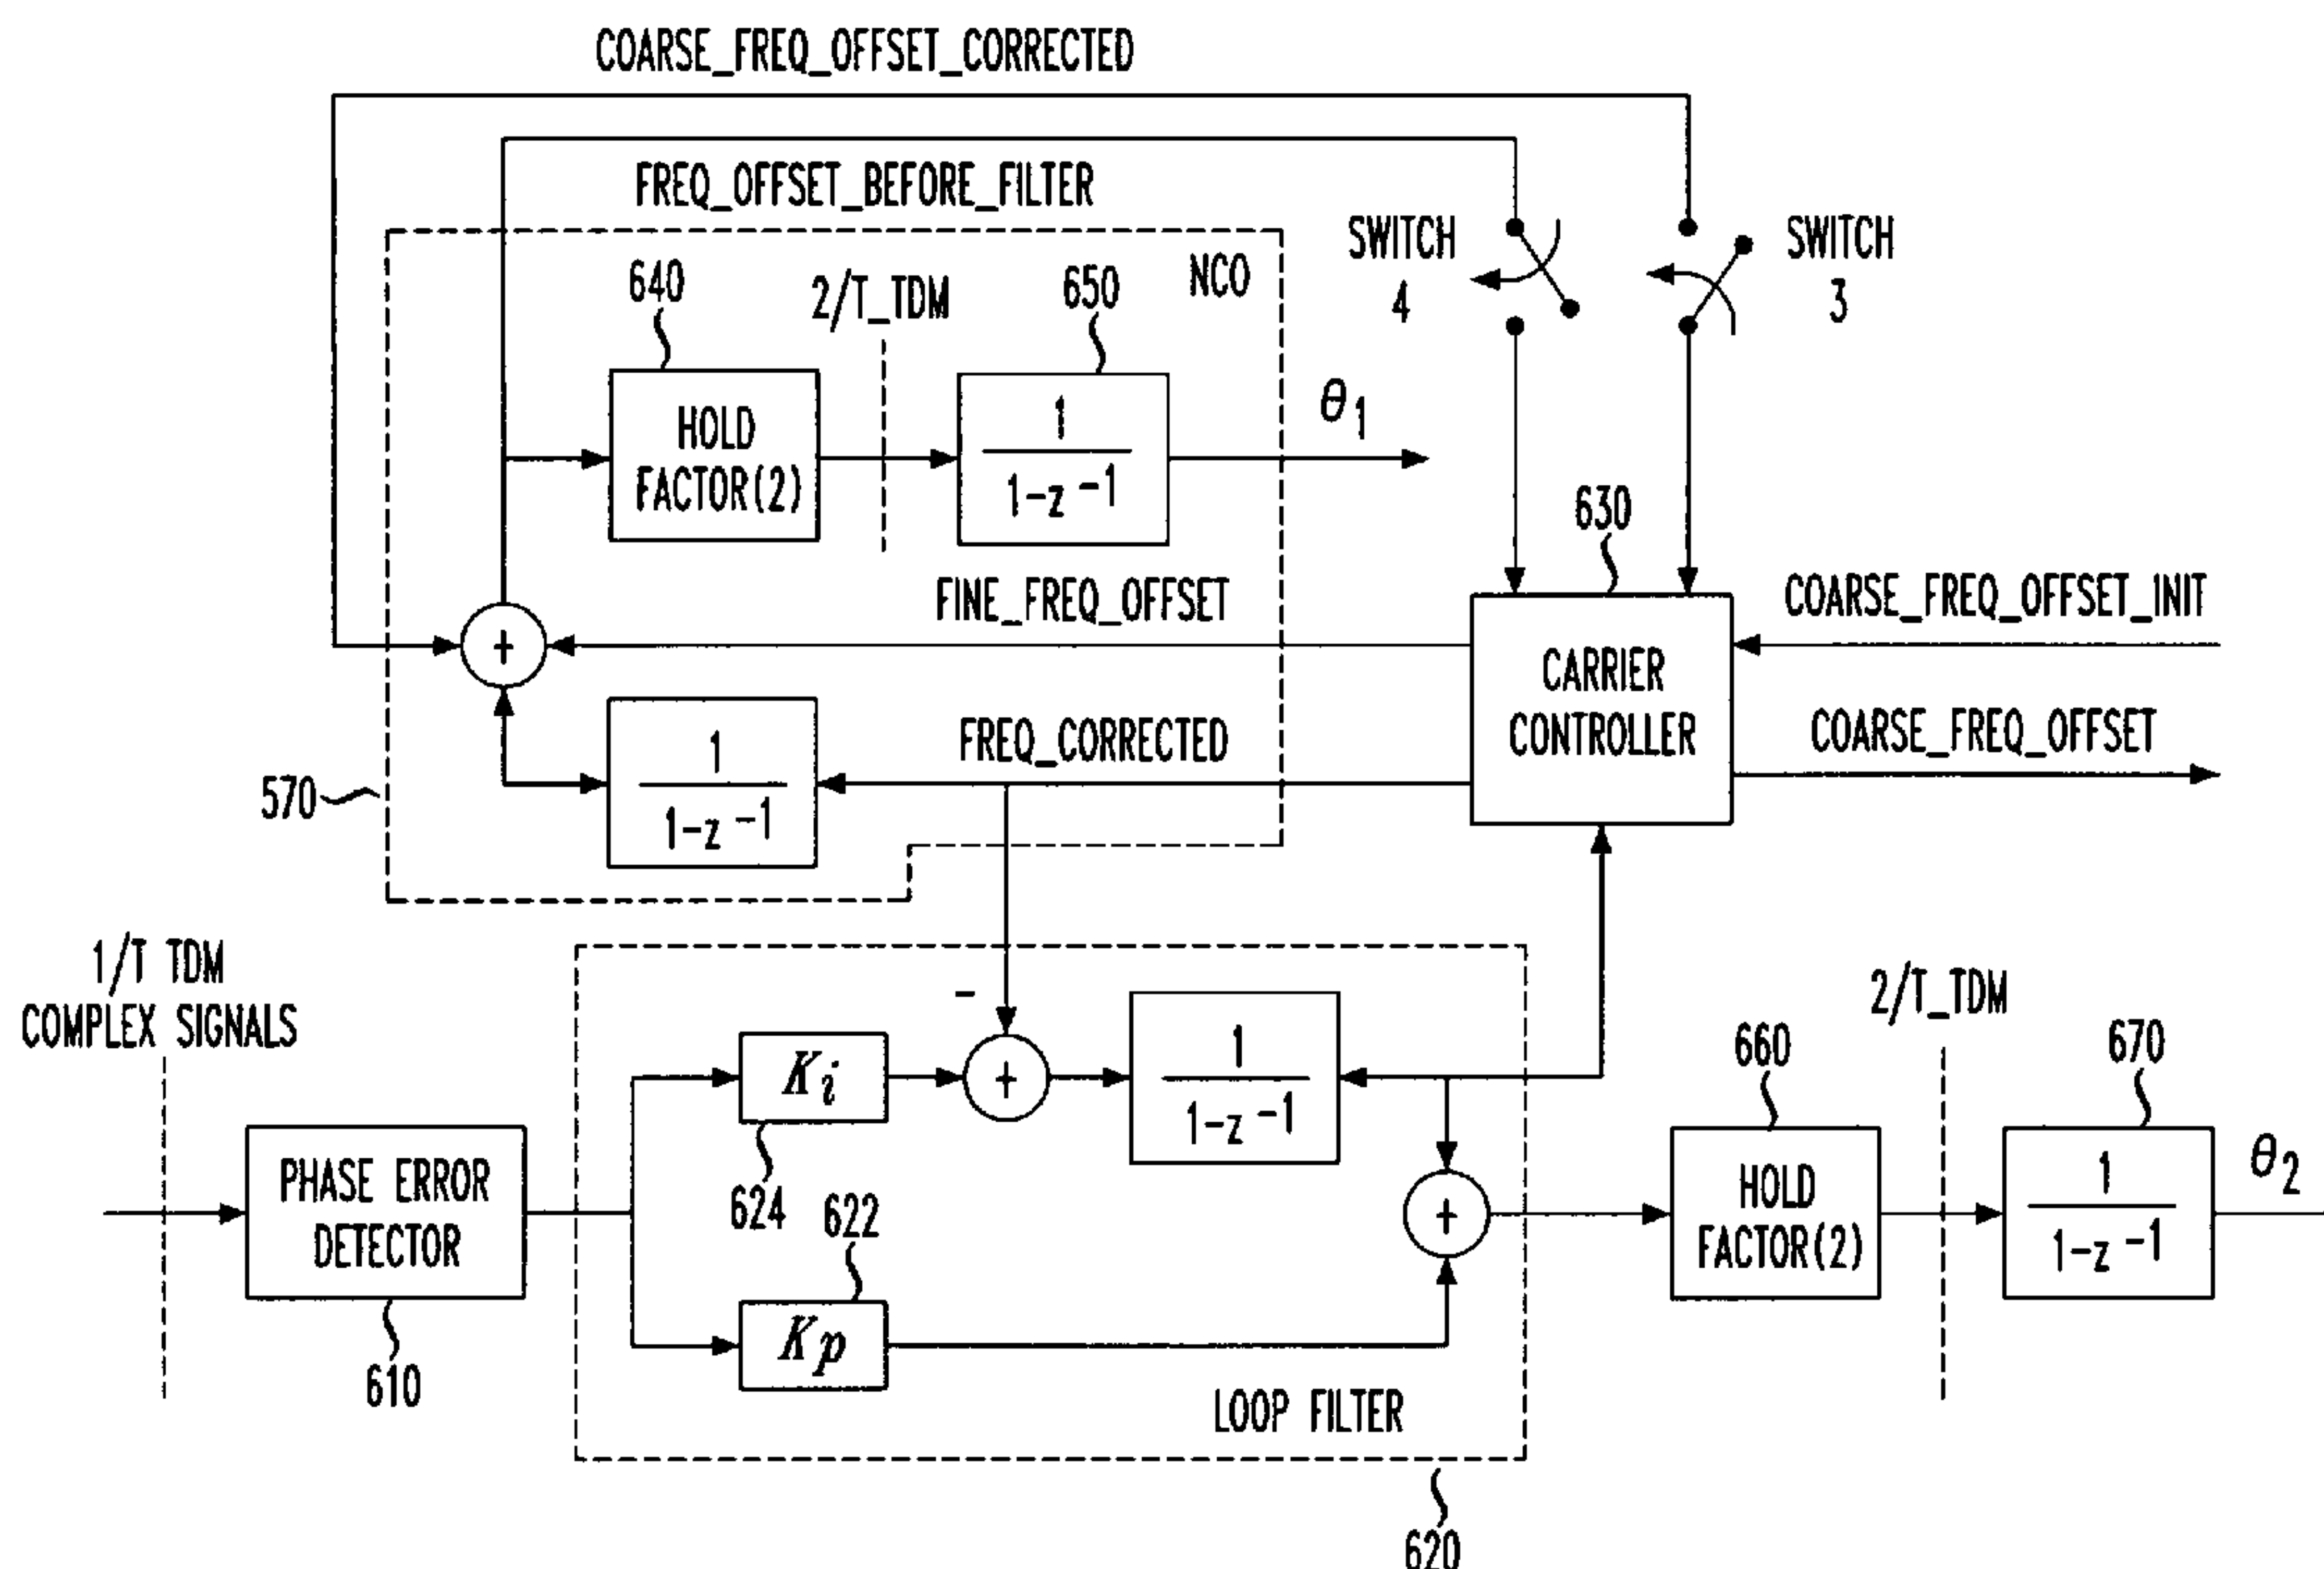 COARSE_FREQ_OFFSET_CORRECTED
FREQ_OFFSET_BEFORE_FILTER
SWITCH
4
SWITCH
3
640
2/T_TDM
650
NCO
HOLD
FACTOR(2)
1
1-z -1
θ1
630
FINE_FREQ_OFFSET
COARSE_FREQ_OFFSET_INIT
+
CARRIER
CONTROLLER
COARSE_FREQ_OFFSET
FREQ_CORRECTED
1
1-z -1
570
1/T TDM
COMPLEX SIGNALS
-
Ki
+
1
1-z -1
624
622
Kp
PHASE ERROR
DETECTOR
610
+
LOOP FILTER
620
660
2/T_TDM
670
HOLD
FACTOR(2)
1
1-z -1
θ2